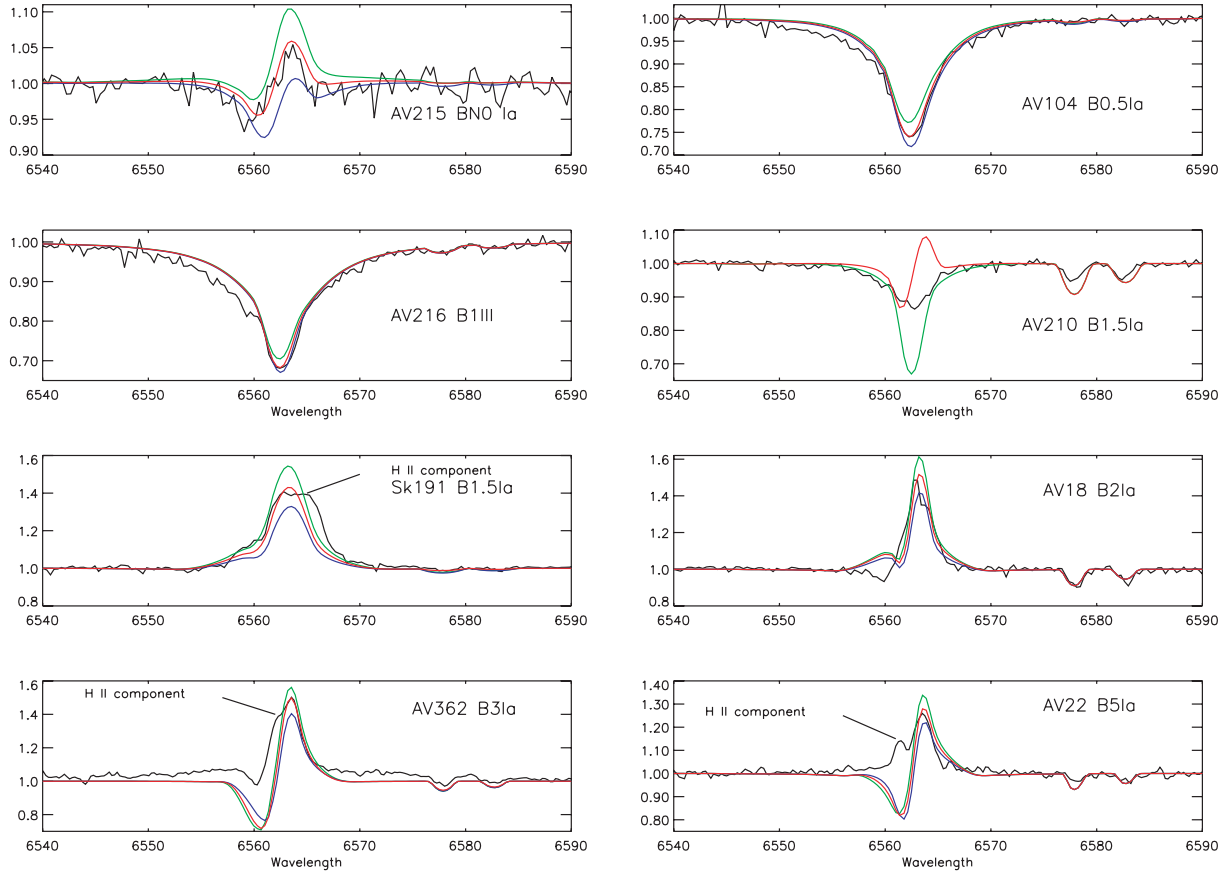 1.10
1.05
1.00
0.95
0.90
AV215 BN0 Ia
6540 6550 6560 6570 6580 6590
1.00
0.95
0.90
0.85
0.80
0.75
0.70
AV104 B0.5Ia
6540 6550 6560 6570 6580 6590
1.00
0.90
0.80
0.70
AV216 B1III
6540 6550 6560 6570 6580 6590
Wavelength
1.10
1.00
0.90
0.80
0.70
AV210 B1.5Ia
6540 6550 6560 6570 6580 6590
Wavelength
1.6
1.4
1.2
1.0
0.8
H II component
Sk191 B1.5Ia
6540 6550 6560 6570 6580 6590
1.6
1.4
1.2
1.0
0.8
AV18 B2Ia
6540 6550 6560 6570 6580 6590
1.6
1.4
1.2
1.0
0.8
H II component
AV362 B3Ia
6540 6550 6560 6570 6580 6590
Wavelength
1.40
1.30
1.20
1.10
1.00
0.90
0.80
H II component
AV22 B5Ia
6540 6550 6560 6570 6580 6590
Wavelength